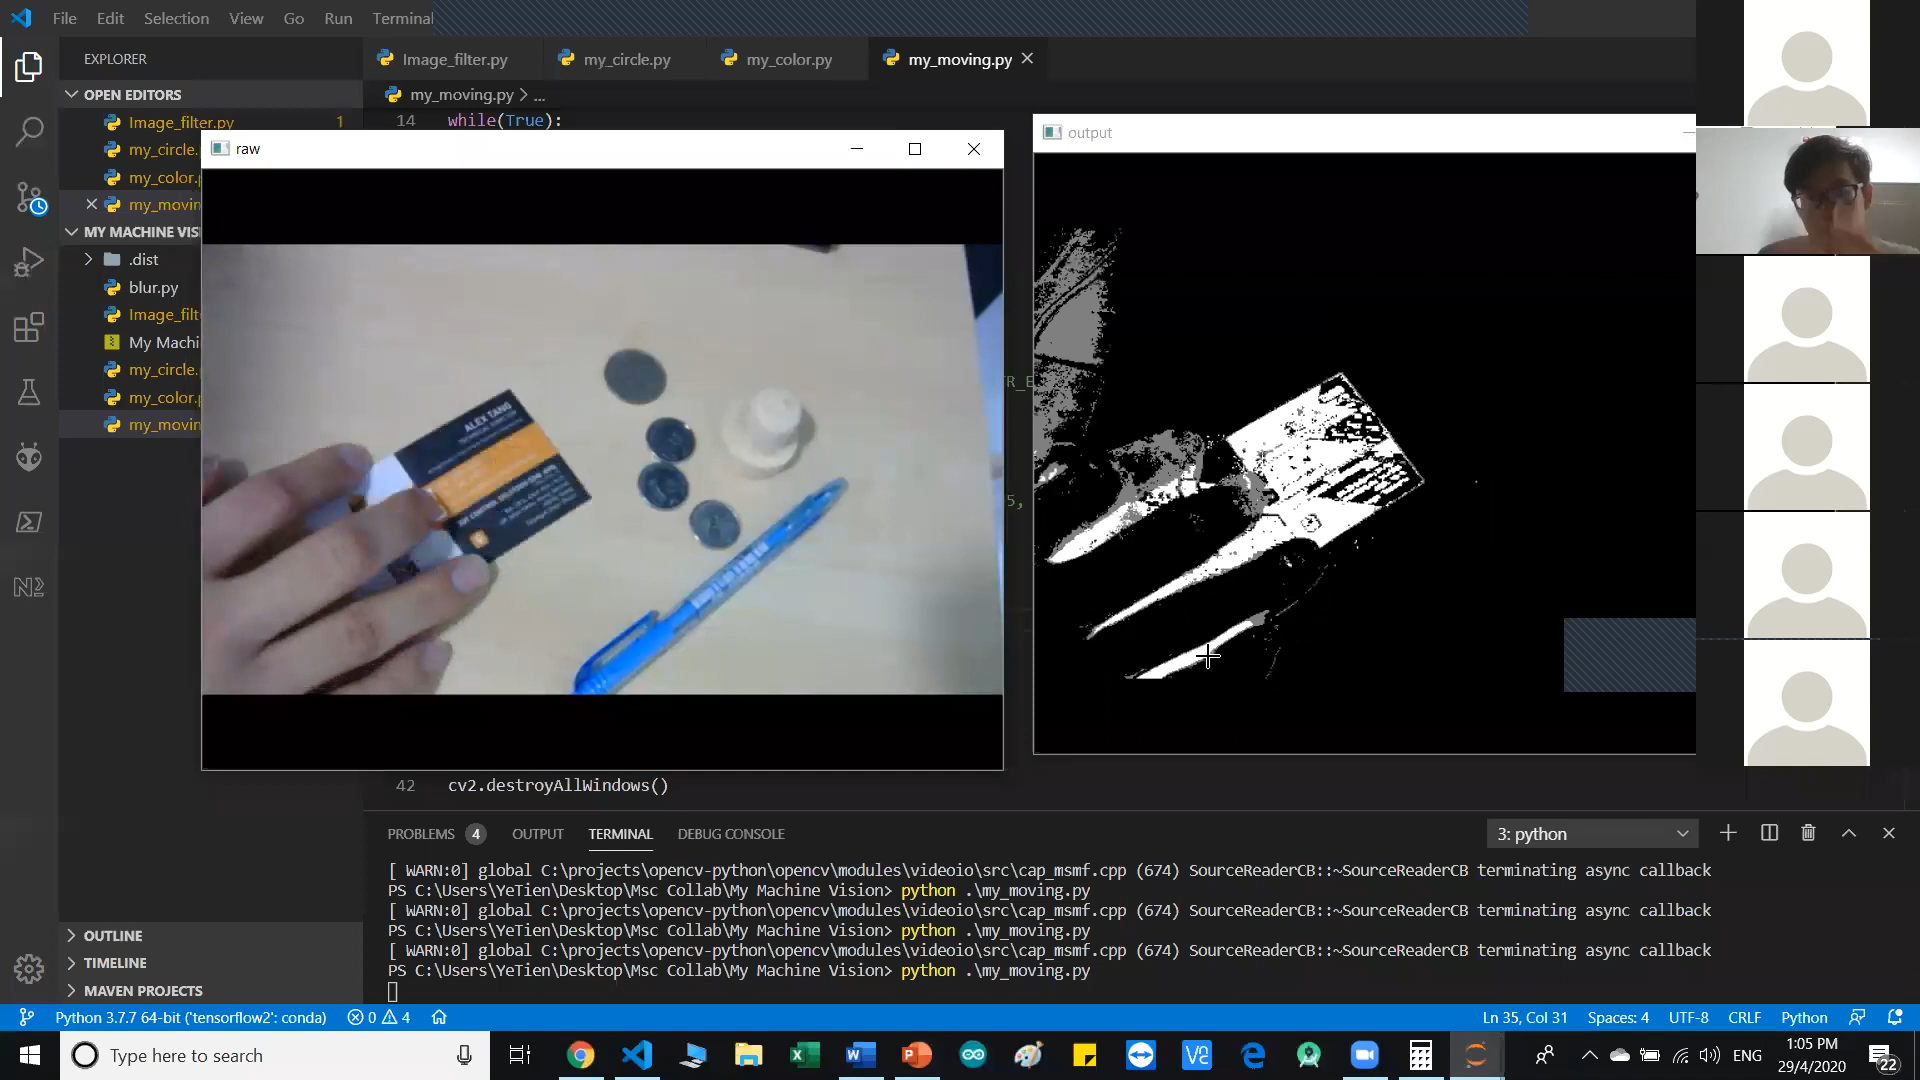 File Edit Selection View Go Run Terminal
EXPLORER
Image_filter.py my_circle.py my_color.py my_moving.py
OPEN EDITORS
my_moving.py > ...
Image_filter.py 1
14 while(True):
my_circle.
my_color.
my_movin
raw
output
MY MACHINE VIS
.dist
blur.py
Image_filt
My Machi
my_circle.
my_color.
my_movin
ALEX TANG
42 cv2.destroyAllWindows()
PROBLEMS 4 OUTPUT TERMINAL DEBUG CONSOLE
3: python
[ WARN:0] global C:\projects\opencv-python\opencv\modules\videoio\src\cap_msmf.cpp (674) SourceReaderCB::~SourceReaderCB terminating async callback
PS C:\Users\YeTien\Desktop\Msc Collab\My Machine Vision> python .\my_moving.py
[ WARN:0] global C:\projects\opencv-python\opencv\modules\videoio\src\cap_msmf.cpp (674) SourceReaderCB::~SourceReaderCB terminating async callback
PS C:\Users\YeTien\Desktop\Msc Collab\My Machine Vision> python .\my_moving.py
[ WARN:0] global C:\projects\opencv-python\opencv\modules\videoio\src\cap_msmf.cpp (674) SourceReaderCB::~SourceReaderCB terminating async callback
PS C:\Users\YeTien\Desktop\Msc Collab\My Machine Vision> python .\my_moving.py
OUTLINE
TIMELINE
MAVEN PROJECTS
Python 3.7.7 64-bit ('tensorflow2': conda) 0 4
Ln 35, Col 31 Spaces: 4 UTF-8 CRLF Python
Type here to search
ENG
1:05 PM
29/4/2020
22